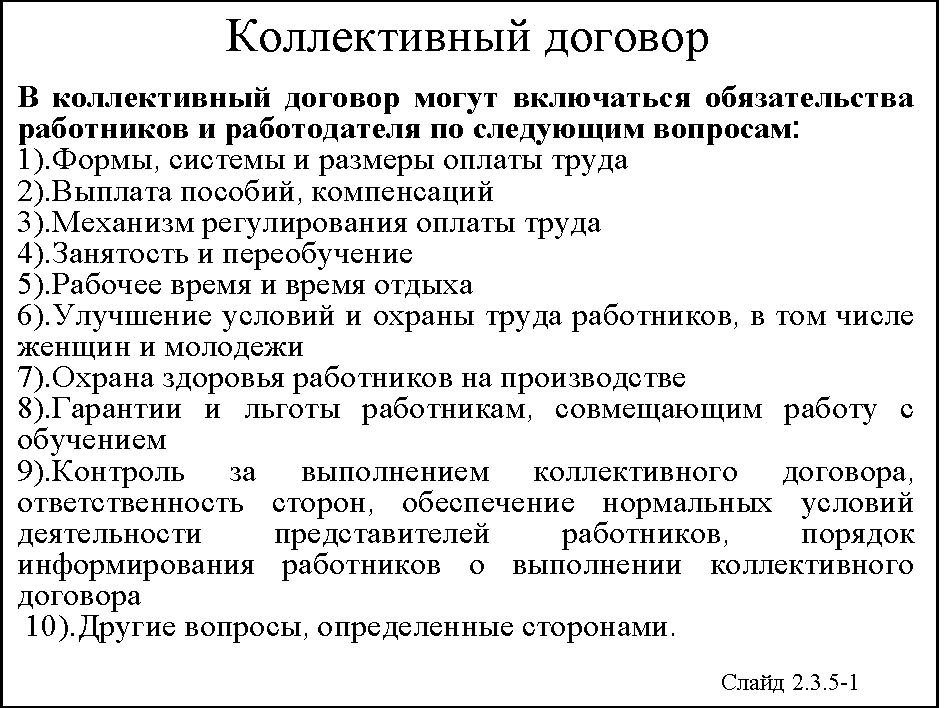 Коллективный договор
В коллективный договор могут включаться обязательства
работников и работодателя по следующим вопросам:
1).Формы, системы и размеры оплаты труда
2).Выплата пособий, компенсаций
3).Механизм регулирования оплаты труда
4).Занятость и переобучение
5).Рабочее время и время отдыха
6).Улучшение условий и охраны труда работников, в том числе
женщин и молодежи
7).Охрана здоровья работников на производстве
8).Гарантии и льготы работникам, совмещающим работу с
обучением
9).Контроль за выполнением коллективного договора,
ответственность сторон, обеспечение нормальных условий
деятельности представителей работников, порядок
информирования работников о выполнении коллективного
договора
10).Другие вопросы, определенные сторонами.
Слайд 2.3.5-1